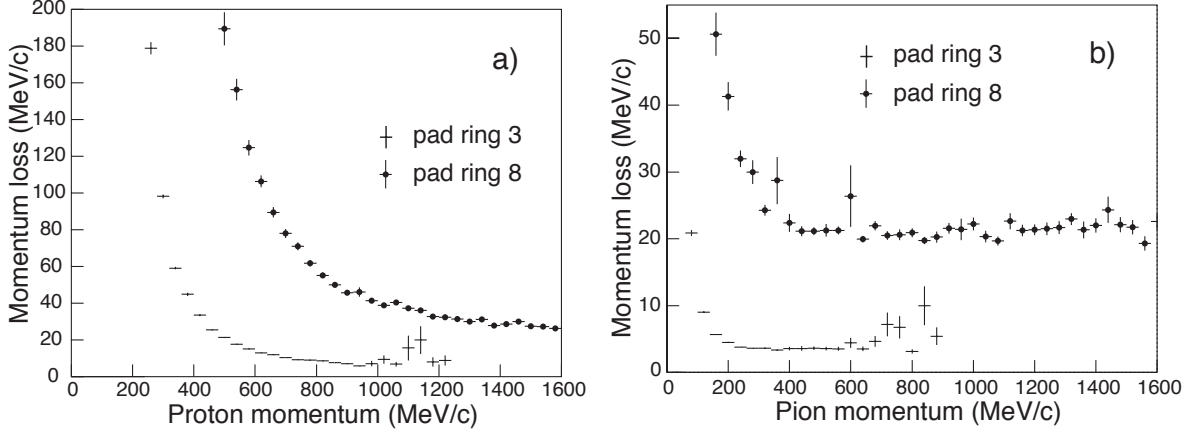 a)
Momentum loss (MeV/c)
200
180
160
140
120
100
80
60
40
20
0
pad ring 3
pad ring 8
0 200 400 600 800 1000 1200 1400 1600
Proton momentum (MeV/c)
b)
Momentum loss (MeV/c)
50
40
30
20
10
0
pad ring 3
pad ring 8
0 200 400 600 800 1000 1200 1400 1600
Pion momentum (MeV/c)